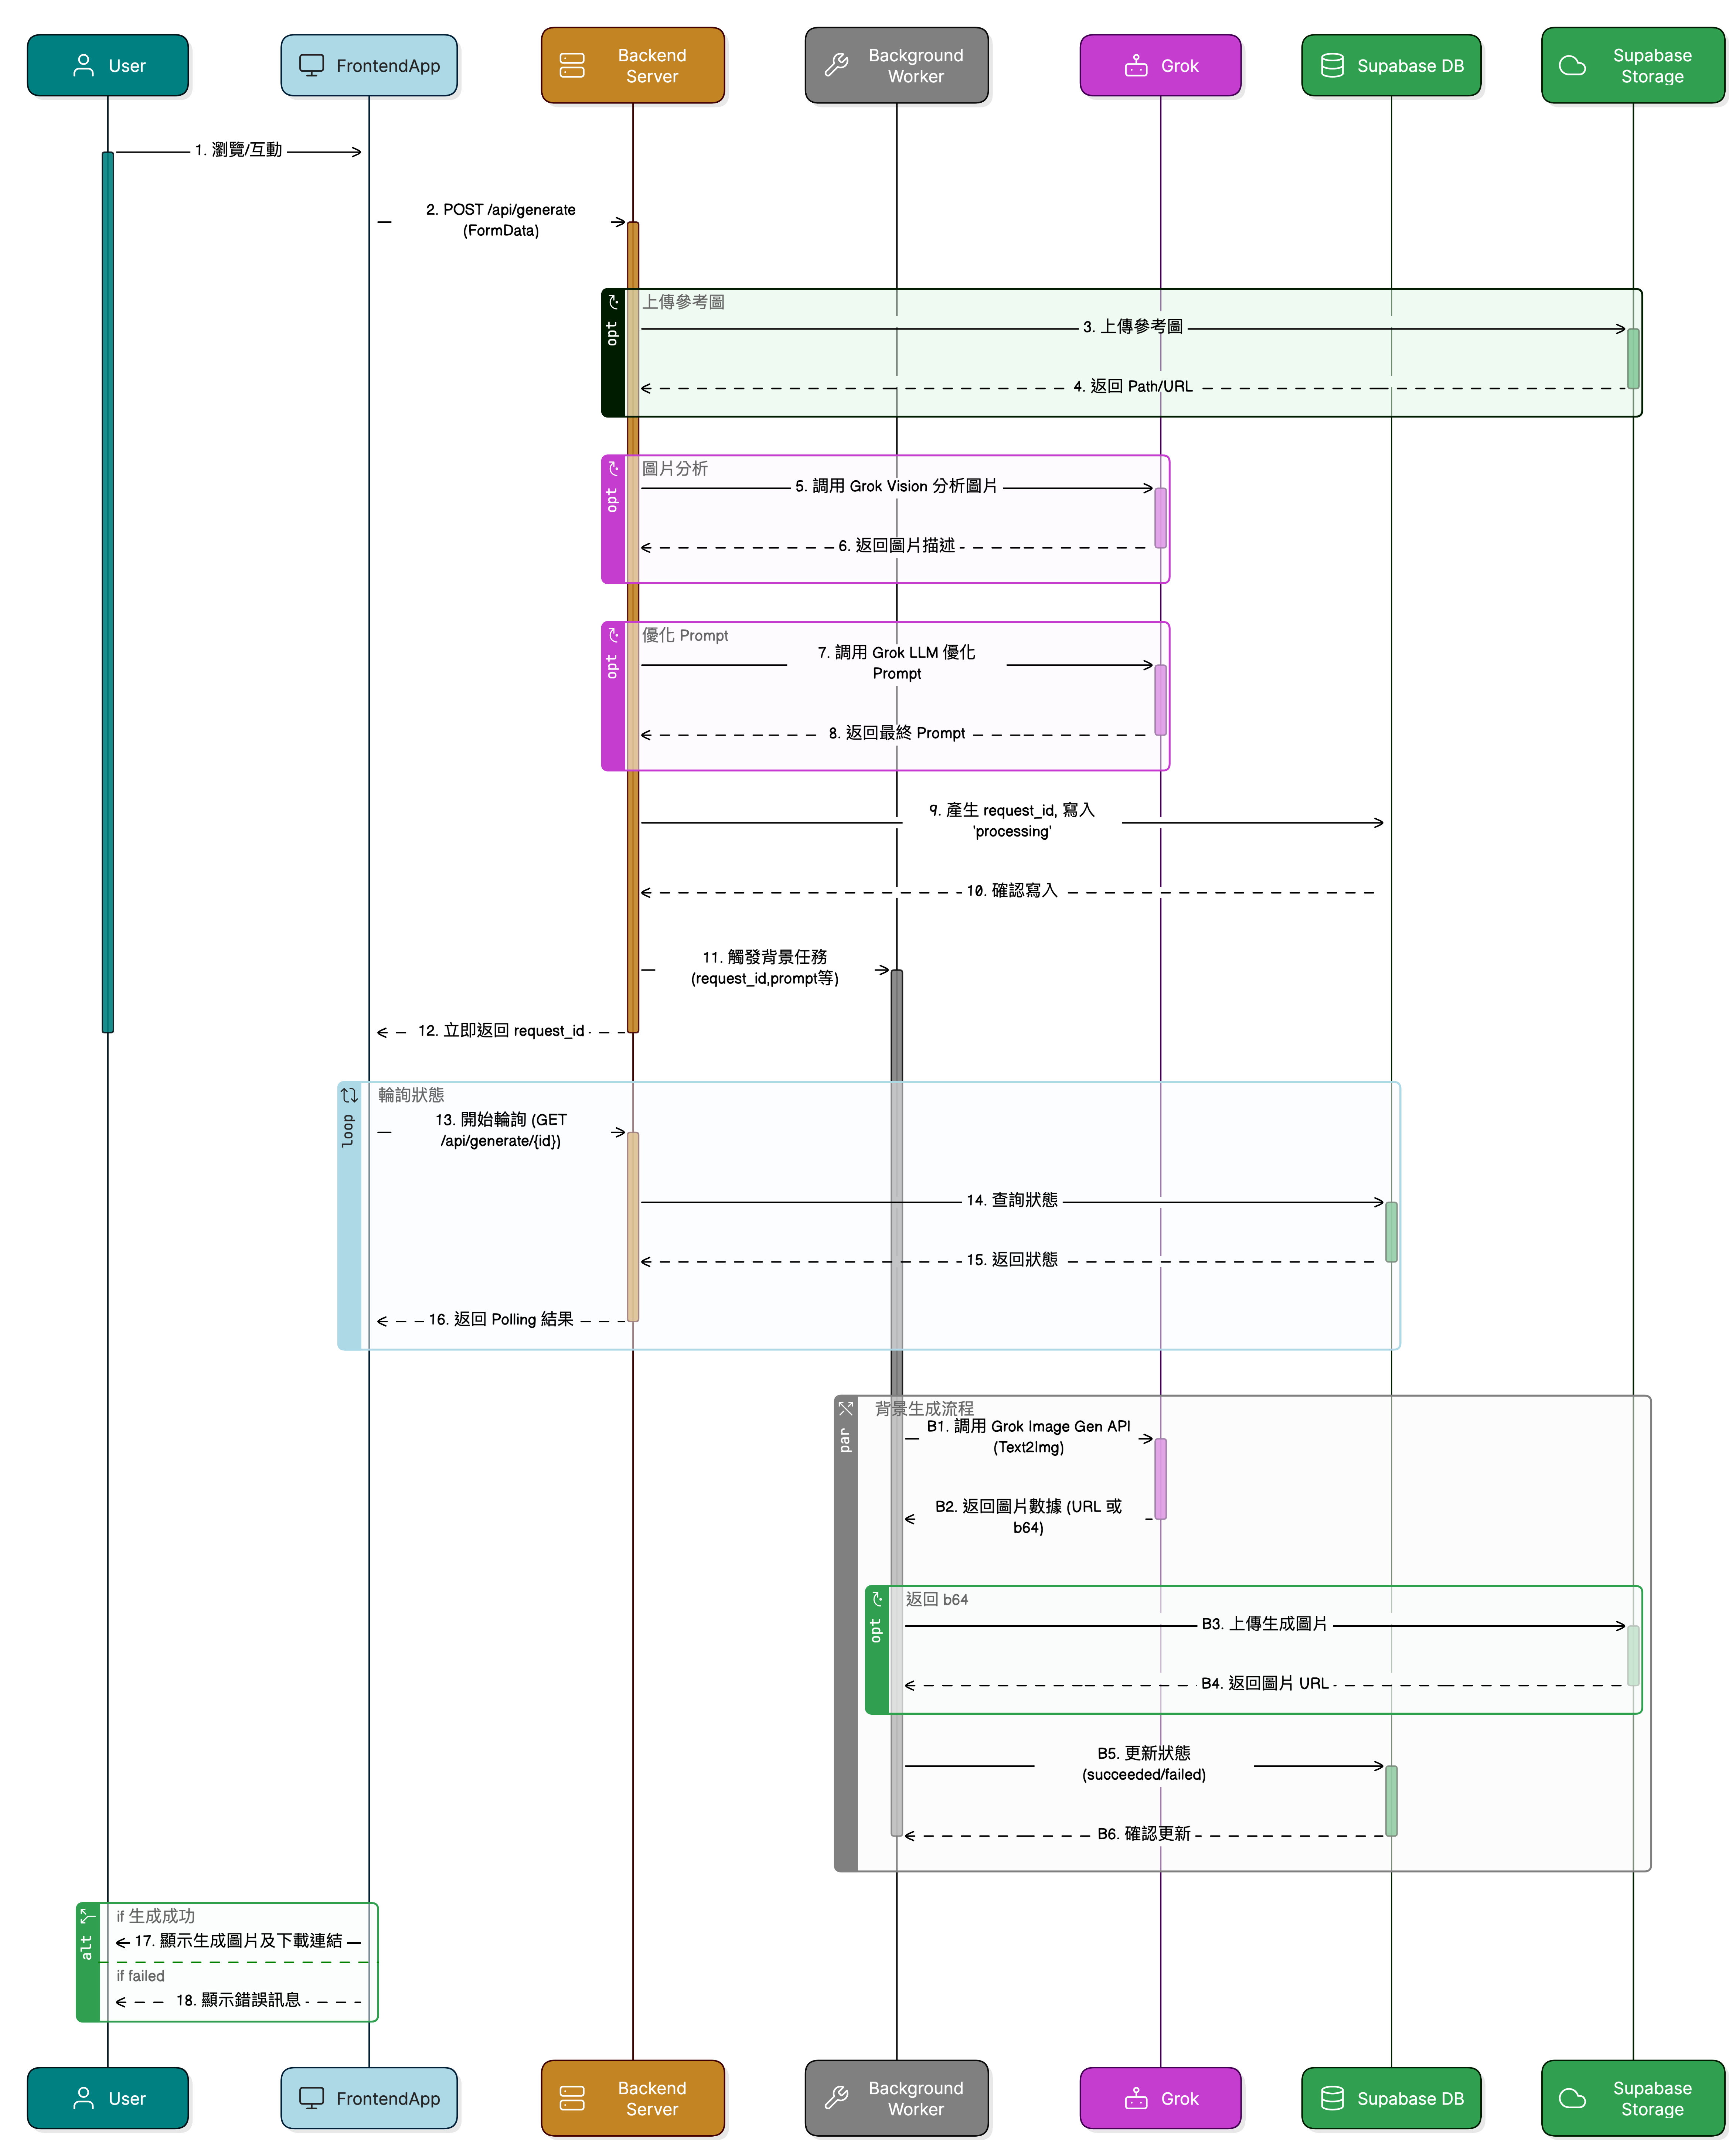 User
FrontendApp
Backend
Server
Background
Worker
Grok
Supabase DB
Supabase
Storage
1. 瀏覽/互動
2. POST /api/generate
(FormData)
opt
上傳參考圖
3. 上傳參考圖
4. 返回 Path/URL
opt
圖片分析
5. 調用 Grok Vision 分析圖片
6. 返回圖片描述
opt
優化 Prompt
7. 調用 Grok LLM 優化
Prompt
8. 返回最終 Prompt
9. 產生 request_id, 寫入
'processing'
10. 確認寫入
11. 觸發背景任務
(request_id,prompt等)
12. 立即返回 request_id
loop
輪詢狀態
13. 開始輪詢 (GET
/api/generate/{id})
14. 查詢狀態
15. 返回狀態
16. 返回 Polling 結果
par
背景生成流程
B1. 調用 Grok Image Gen API
(Text2Img)
B2. 返回圖片數據 (URL 或
b64)
opt
返回 b64
B3. 上傳生成圖片
B4. 返回圖片 URL
B5. 更新狀態
(succeeded/failed)
B6. 確認更新
alt
if 生成成功
17. 顯示生成圖片及下載連結
if failed
18. 顯示錯誤訊息
User
FrontendApp
Backend
Server
Background
Worker
Grok
Supabase DB
Supabase
Storage